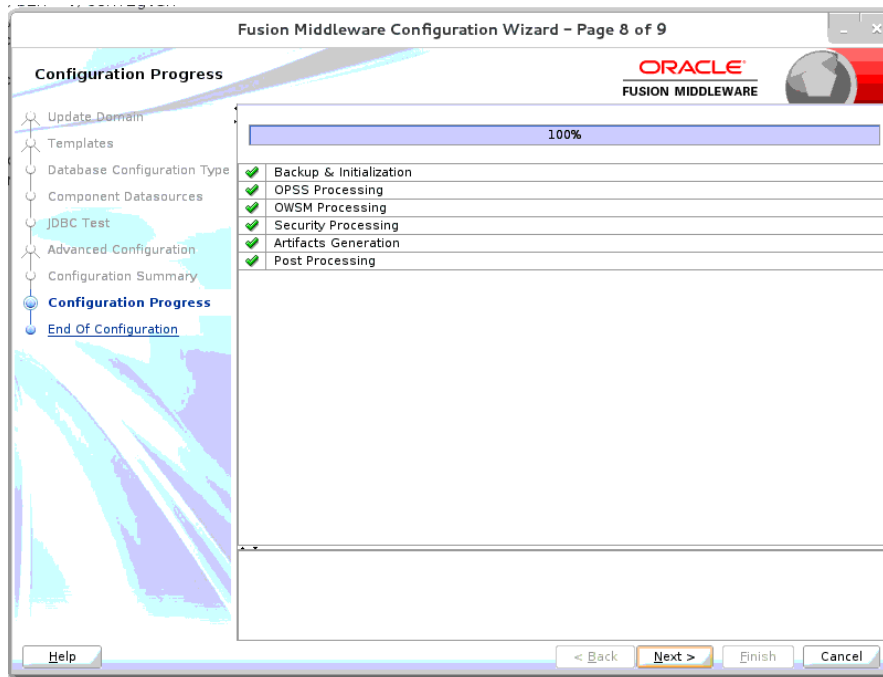 Fusion Middleware Configuration Wizard – Page 8 of 9
Configuration Progress
ORACLE
FUSION MIDDLEWARE
Update Domain
Templates
Database Configuration Type
Component Datasources
JDBC Test
Advanced Configuration
Configuration Summary
Configuration Progress
End Of Configuration
100%
Backup & Initialization
OPSS Processing
OWSM Processing
Security Processing
Artifacts Generation
Post Processing
Help
< Back
Next >
Finish
Cancel